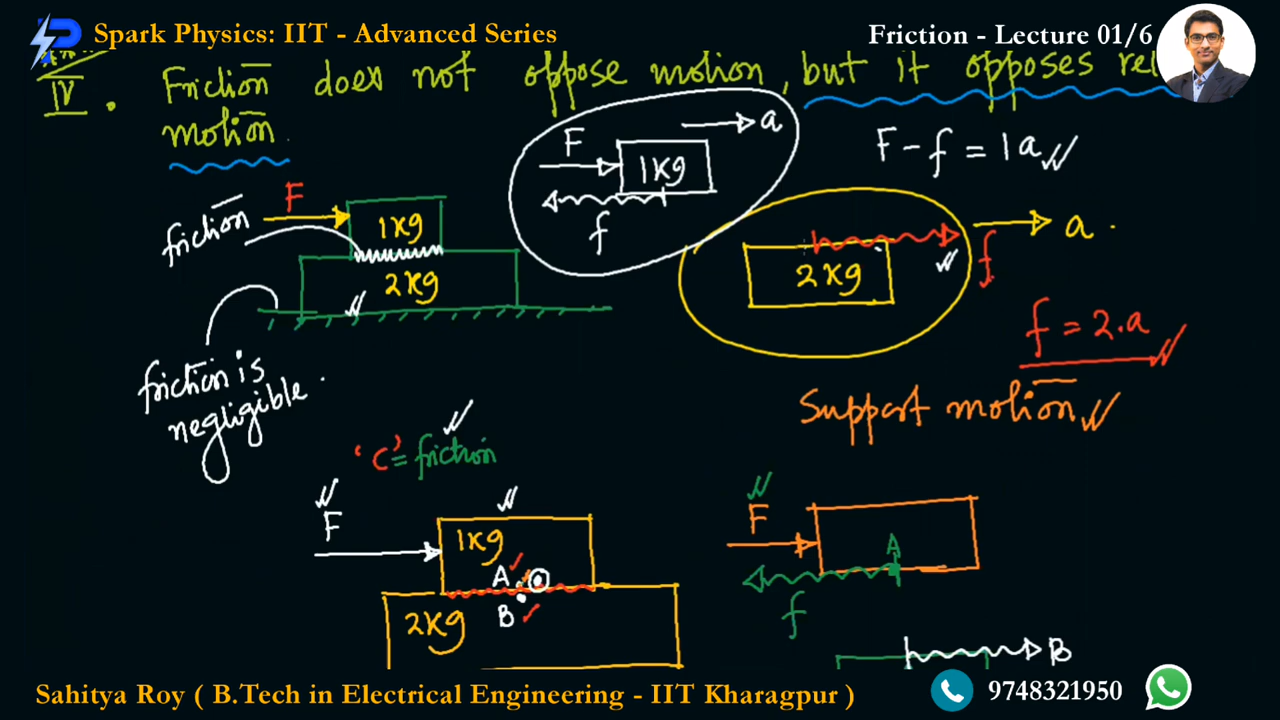 Spark Physics: IIT - Advanced Series
Friction - Lecture 01/6
IV. Friction does not oppose motion, but it opposes rel
motion.
F
1kg
a
f
F - f = 1a
friction
F
1kg
2kg
2kg
f
a.
f = 2.a
friction is
negligible.
Support motion
'C' = friction
F
1kg
A
B
2kg
F
A
f
B
Sahitya Roy ( B.Tech in Electrical Engineering - IIT Kharagpur )
9748321950